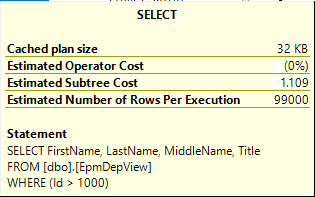 SELECT
Cached plan size 32 KB
Estimated Operator Cost (0%)
Estimated Subtree Cost 1.109
Estimated Number of Rows Per Execution 99000
Statement
SELECT FirstName, LastName, MiddleName, Title
FROM [dbo].[EpmDepView]
WHERE (Id > 1000)